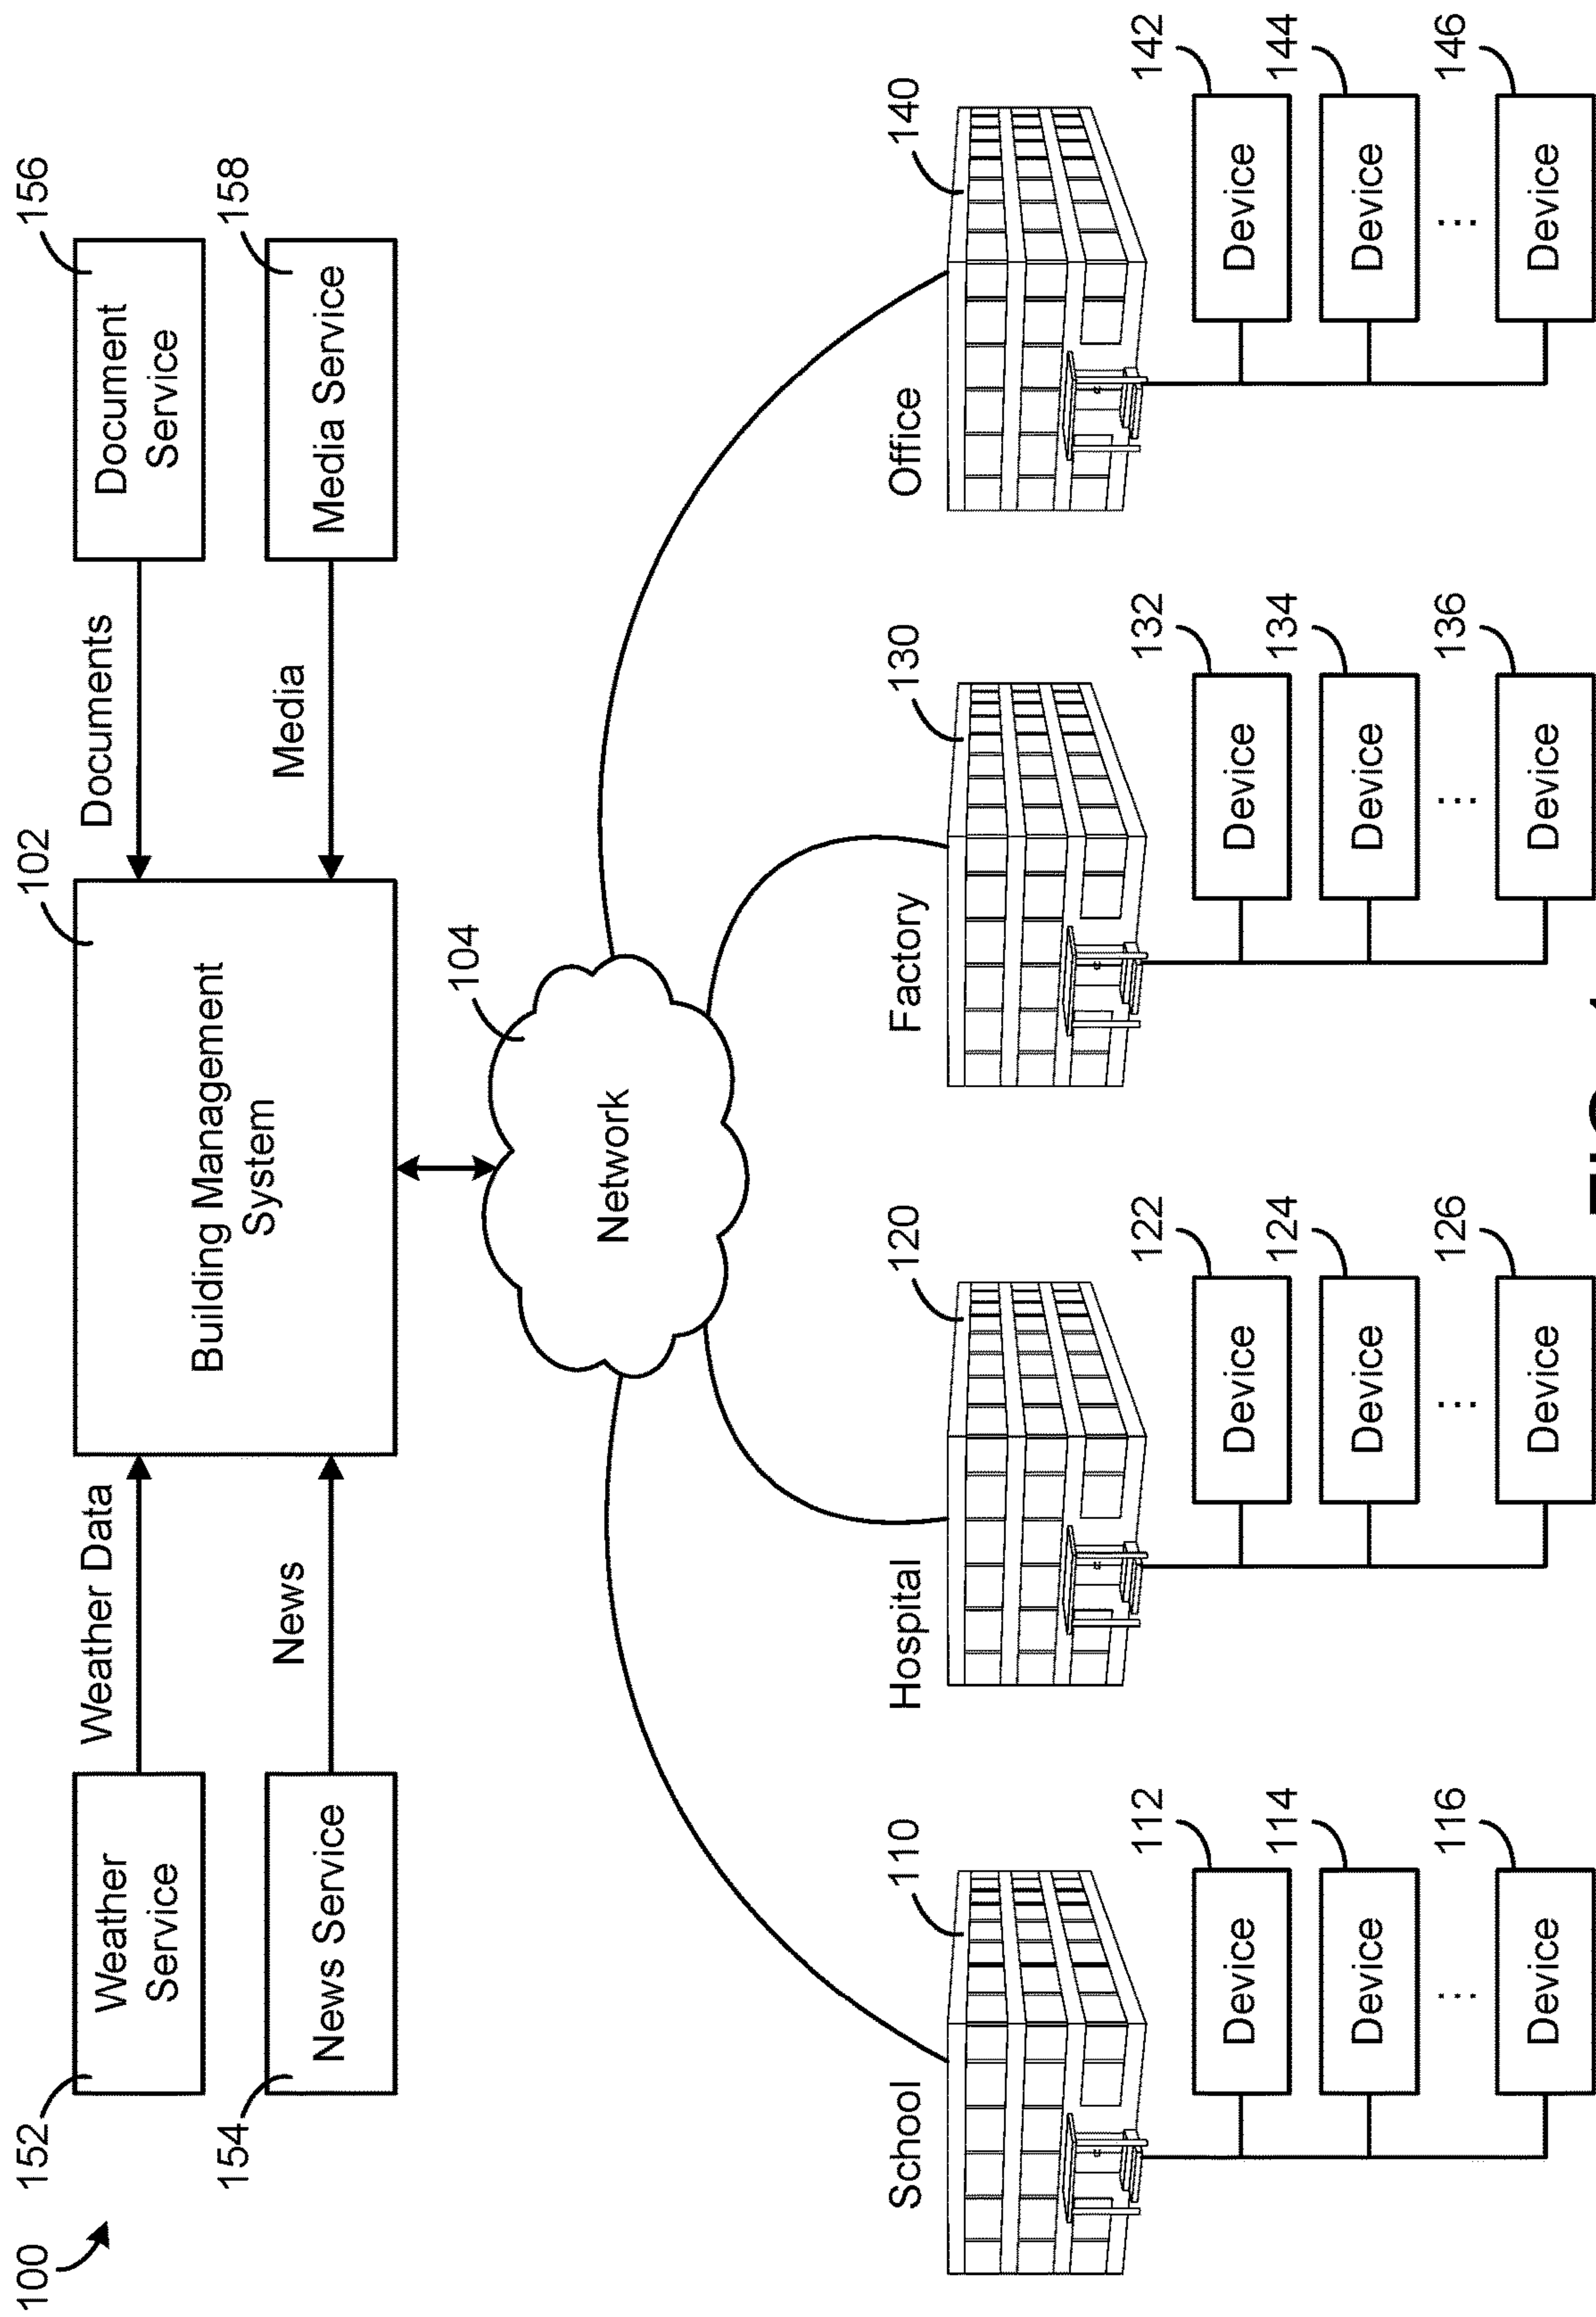 100
152
Weather
Service
Weather Data
102
Building Management
System
Documents
156
Document
Service
154
News Service
News
Media
158
Media Service
104
Network
School
110
Hospital
120
Factory
130
Office
140
Device
112
Device
122
Device
132
Device
142
Device
114
Device
124
Device
134
Device
144
...
...
...
...
Device
116
Device
126
Device
136
Device
146